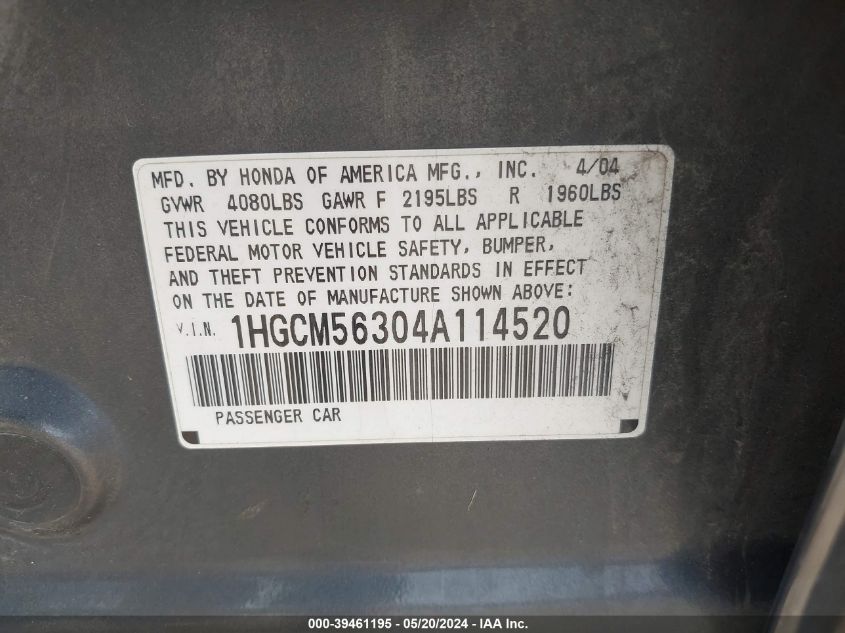 MFD. BY HONDA OF AMERICA MFG., INC. 4/04
GVWR 4080LBS GAWR F 2195LBS R 1960LBS
THIS VEHICLE CONFORMS TO ALL APPLICABLE
FEDERAL MOTOR VEHICLE SAFETY, BUMPER,
AND THEFT PREVENTION STANDARDS IN EFFECT
ON THE DATE OF MANUFACTURE SHOWN ABOVE:
V.I.N. 1HGCM56304A114520
PASSENGER CAR
000-39461195 - 05/20/2024 - IAA Inc.